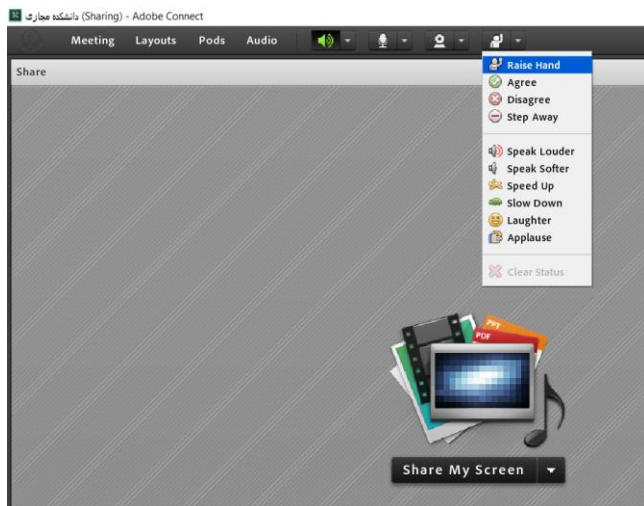 دانشکده مجازی (Sharing) - Adobe Connect
Meeting Layouts Pods Audio
Share
Raise Hand
Agree
Disagree
Step Away
Speak Louder
Speak Softer
Speed Up
Slow Down
Laughter
Applause
Clear Status
PPT
PDF
Share My Screen